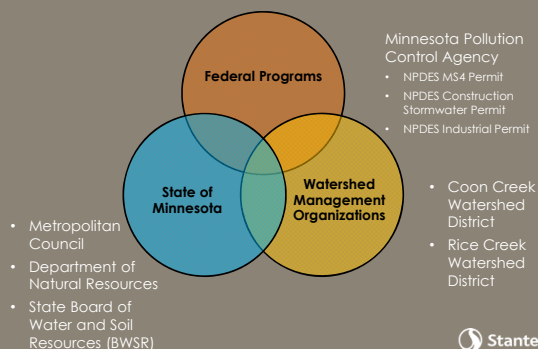 Federal Programs
Minnesota Pollution
Control Agency
• NPDES MS4 Permit
• NPDES Construction
Stormwater Permit
• NPDES Industrial Permit
State of
Minnesota
Watershed
Management
Organizations
• Coon Creek
Watershed
District
• Rice Creek
Watershed
District
• Metropolitan
Council
• Department of
Natural Resources
• State Board of
Water and Soil
Resources (BWSR)
Stante